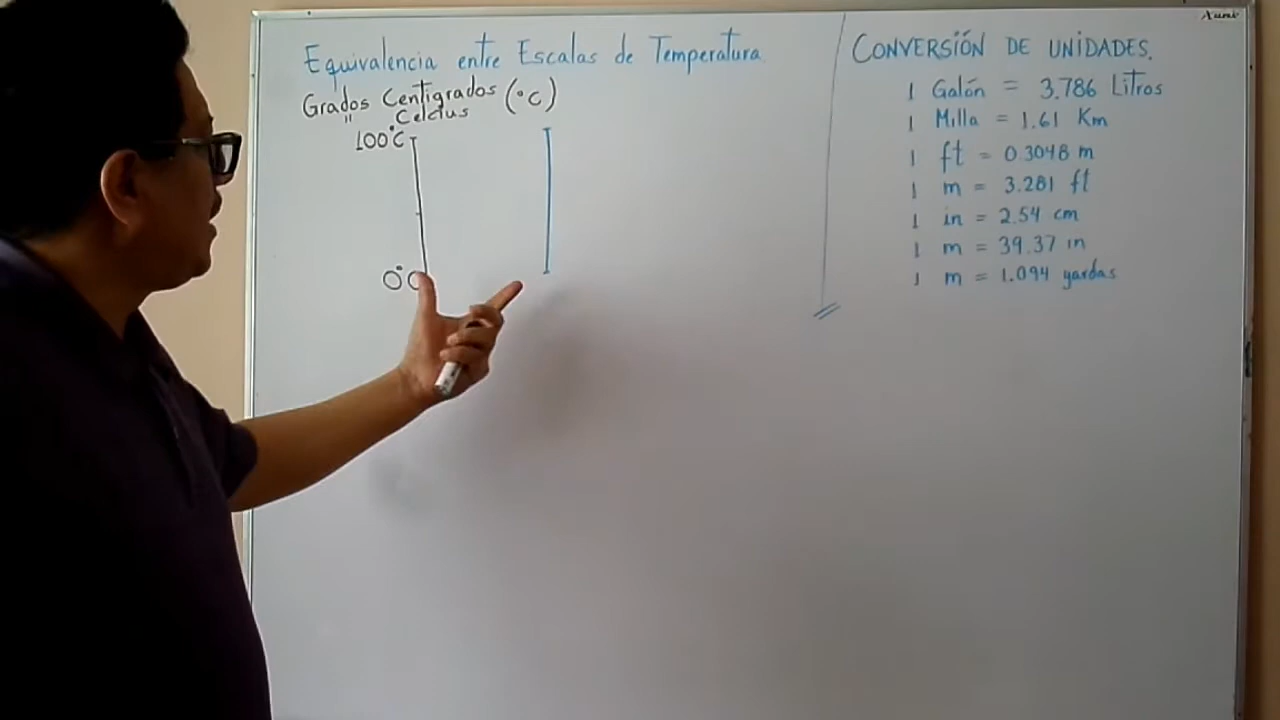 Equivalencia entre Escalas de Temperatura
Grados Centigrados (°C)
" Celcius
100°C
0°C
CONVERSIÓN DE UNIDADES.
1 Galón = 3.786 Litros
1 Milla = 1.61 Km
1 ft = 0.3048 m
1 m = 3.281 ft
1 in = 2.54 cm
1 m = 39.37 in
1 m = 1.094 yardas